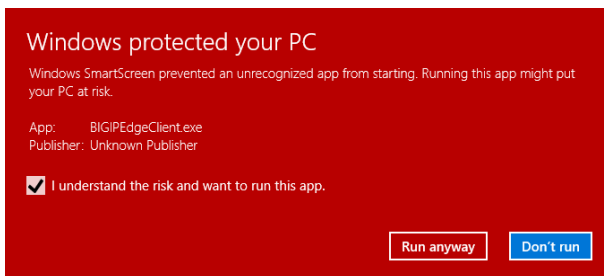 Windows protected your PC
Windows SmartScreen prevented an unrecognized app from starting. Running this app might put
your PC at risk.
App: BIGIPEdgeClient.exe
Publisher: Unknown Publisher
I understand the risk and want to run this app.
Run anyway Don't run